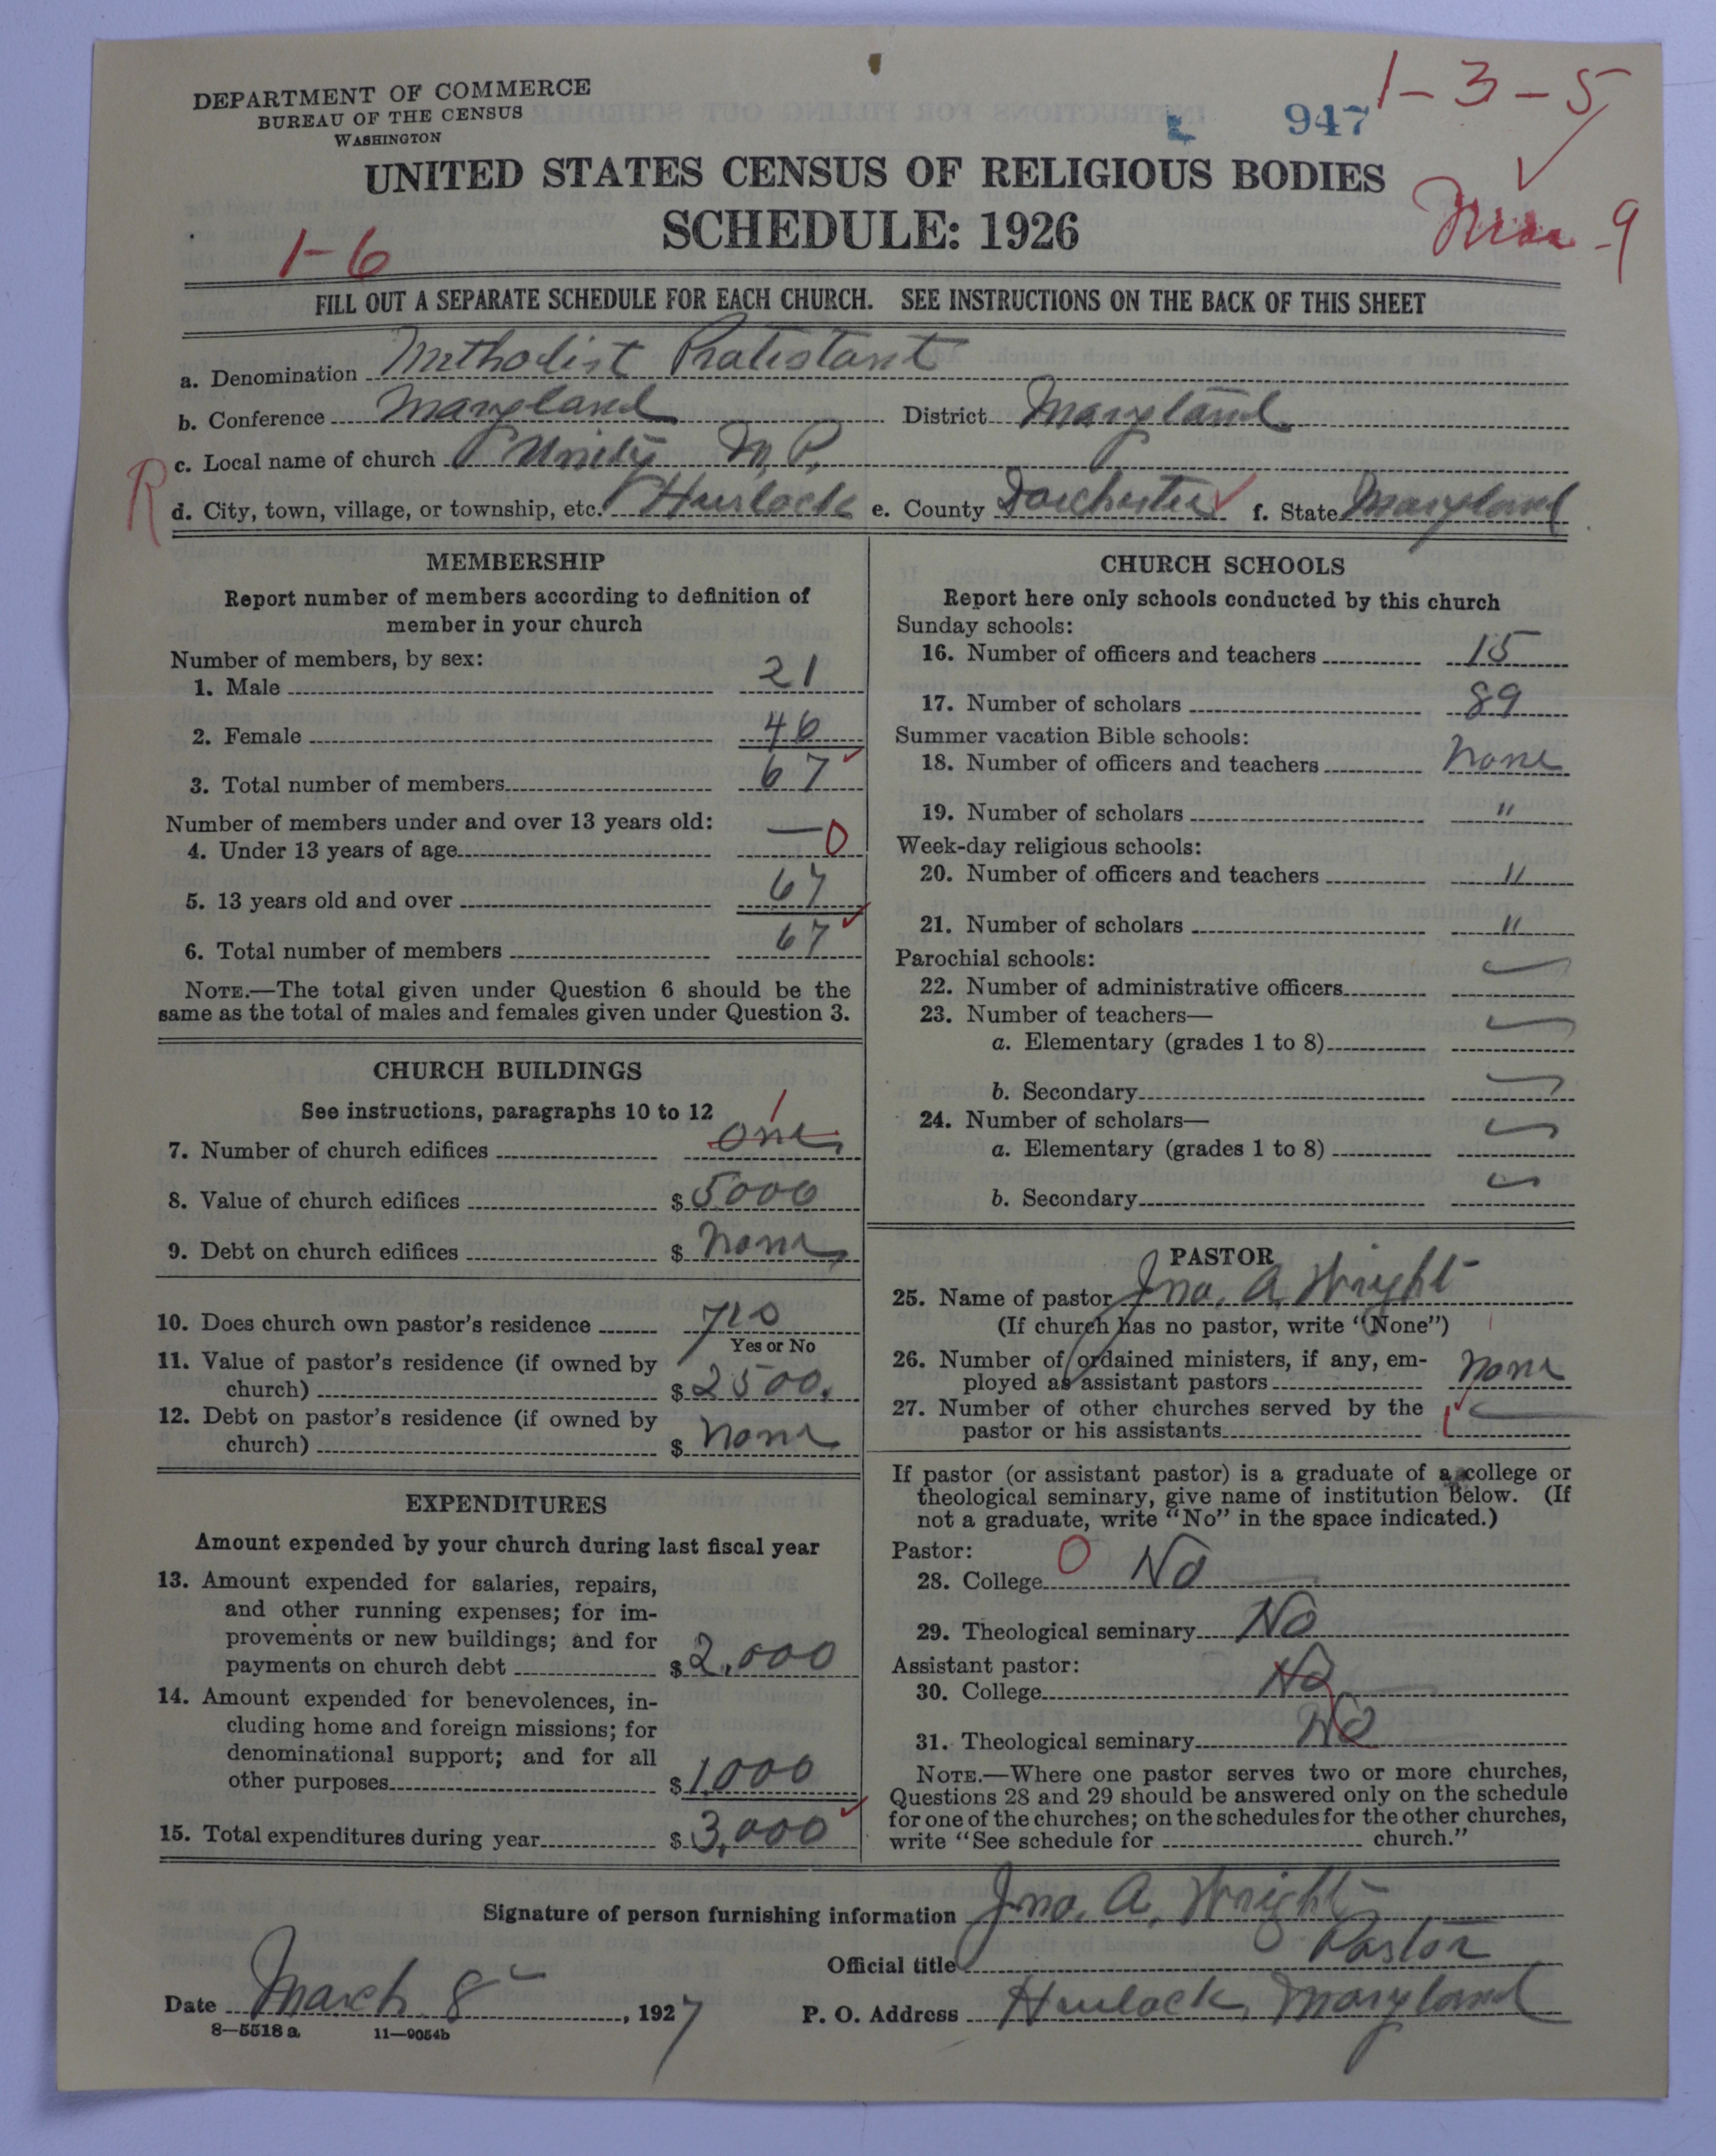 DEPARTMENT OF COMMERCE
BUREAU OF THE CENSUS
WASHINGTON
947
1-3-5
UNITED STATES CENSUS OF RELIGIOUS BODIES
SCHEDULE: 1926
1-6
-9
FILL OUT A SEPARATE SCHEDULE FOR EACH CHURCH. SEE INSTRUCTIONS ON THE BACK OF THIS SHEET
a. Denomination Methodist Protestant
b. Conference Maryland District Maryland
c. Local name of church Unity M. P.
R
d. City, town, village, or township, etc. Hurlock e. County Dorchester f. State Maryland
MEMBERSHIP
Report number of members according to definition of
member in your church
Number of members, by sex:
1. Male 21
2. Female 46
3. Total number of members 67
Number of members under and over 13 years old:
4. Under 13 years of age — 0
5. 13 years old and over 67
6. Total number of members 67
NOTE.—The total given under Question 6 should be the
same as the total of males and females given under Question 3.
CHURCH BUILDINGS
See instructions, paragraphs 10 to 12
1
7. Number of church edifices one
8. Value of church edifices $ 5000
9. Debt on church edifices $ none
10. Does church own pastor's residence yes
Yes or No
11. Value of pastor's residence (if owned by
church) $ 2500.
12. Debt on pastor's residence (if owned by
church) $ none
EXPENDITURES
Amount expended by your church during last fiscal year
13. Amount expended for salaries, repairs,
and other running expenses; for im-
provements or new buildings; and for
payments on church debt $ 2,000
14. Amount expended for benevolences, in-
cluding home and foreign missions; for
denominational support; and for all
other purposes $ 1,000
15. Total expenditures during year $ 3,000
CHURCH SCHOOLS
Report here only schools conducted by this church
Sunday schools:
16. Number of officers and teachers 15
17. Number of scholars 89
Summer vacation Bible schools:
18. Number of officers and teachers none
19. Number of scholars "
Week-day religious schools:
20. Number of officers and teachers "
21. Number of scholars "
Parochial schools:
22. Number of administrative officers
23. Number of teachers—
a. Elementary (grades 1 to 8)
b. Secondary
24. Number of scholars—
a. Elementary (grades 1 to 8)
b. Secondary
PASTOR
25. Name of pastor Jno. A. Wright
(If church has no pastor, write "None")
26. Number of ordained ministers, if any, em-
ployed as assistant pastors none
27. Number of other churches served by the
pastor or his assistants
If pastor (or assistant pastor) is a graduate of a college or
theological seminary, give name of institution below. (If
not a graduate, write "No" in the space indicated.)
Pastor:
28. College 0 No
29. Theological seminary No
Assistant pastor:
30. College No
31. Theological seminary No
NOTE.—Where one pastor serves two or more churches,
Questions 28 and 29 should be answered only on the schedule
for one of the churches; on the schedules for the other churches,
write "See schedule for church."
Signature of person furnishing information Jno. A. Wright
Official title Pastor
Date March 8, 1927 P. O. Address Hurlock, Maryland
8—5518 a 11—9054b